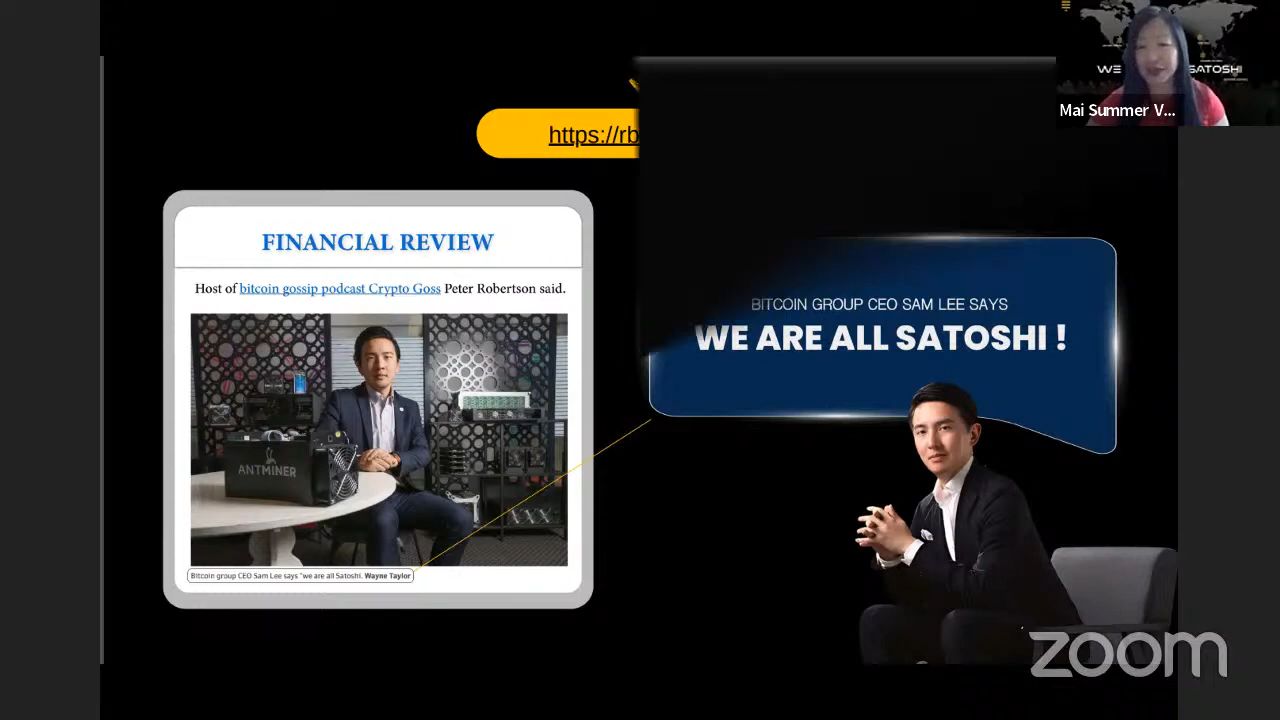 https://rb
WE SATOSHI
Mai Summer V...
FINANCIAL REVIEW
Host of bitcoin gossip podcast Crypto Goss Peter Robertson said.
ANTMINER
Bitcoin group CEO Sam Lee says "we are all Satoshi. Wayne Taylor
BITCOIN GROUP CEO SAM LEE SAYS
WE ARE ALL SATOSHI !
zoom